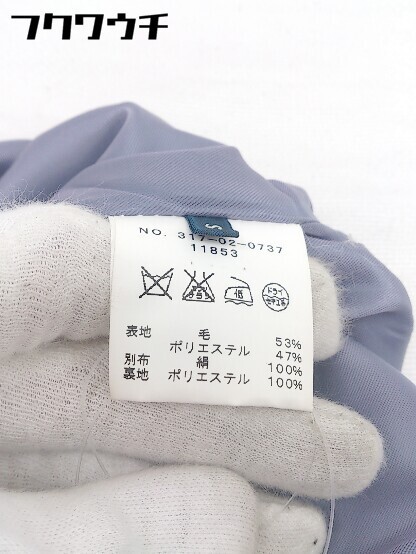 フクワウチ
S
NO. 317-02-0737
11853
表地 毛 53%
ポリエステル 47%
別布 絹 100%
裏地 ポリエステル 100%